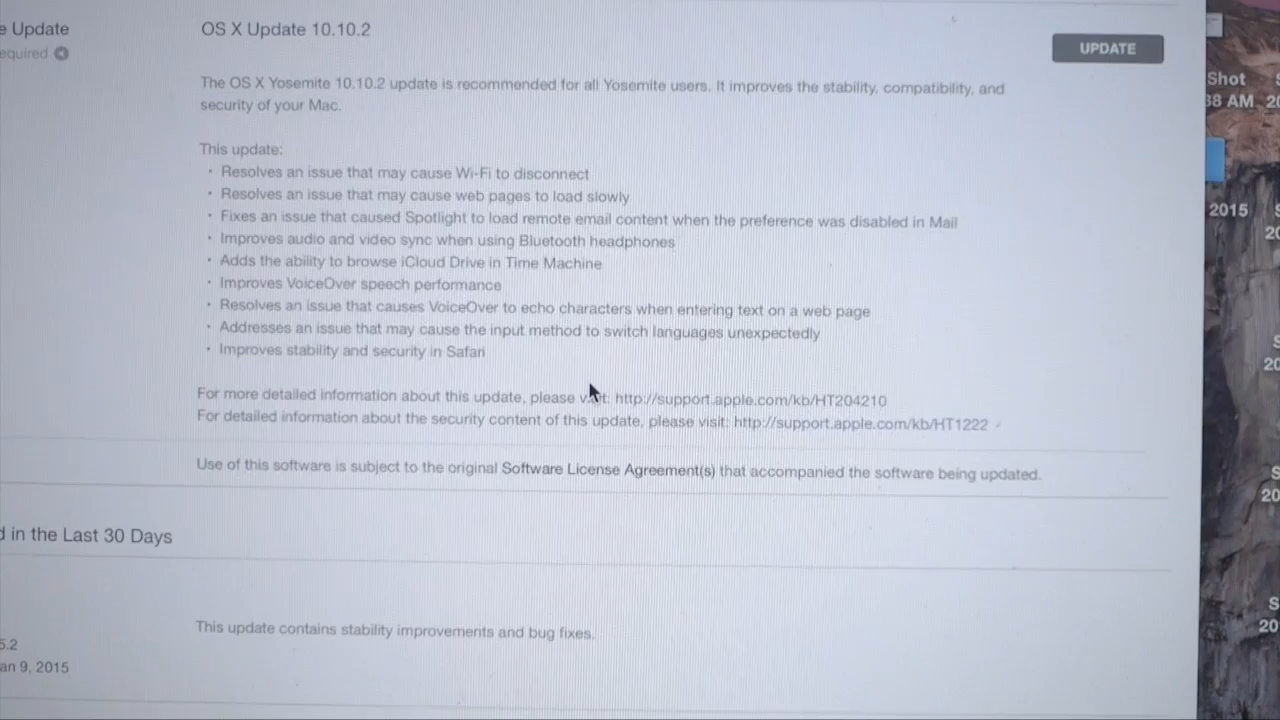 e Update
equired
OS X Update 10.10.2
UPDATE
The OS X Yosemite 10.10.2 update is recommended for all Yosemite users. It improves the stability, compatibility, and
security of your Mac.
This update:
• Resolves an issue that may cause Wi-Fi to disconnect
• Resolves an issue that may cause web pages to load slowly
• Fixes an issue that caused Spotlight to load remote email content when the preference was disabled in Mail
• Improves audio and video sync when using Bluetooth headphones
• Adds the ability to browse iCloud Drive in Time Machine
• Improves VoiceOver speech performance
• Resolves an issue that causes VoiceOver to echo characters when entering text on a web page
• Addresses an issue that may cause the input method to switch languages unexpectedly
• Improves stability and security in Safari
For more detailed information about this update, please http://support.apple.com/kb/HT204210
For detailed information about the security content of this update, please visit: http://support.apple.com/kb/HT1222
Use of this software is subject to the original Software License Agreement(s) that accompanied the software being updated.
d in the Last 30 Days
This update contains stability improvements and bug fixes.
5.2
an 9, 2015
Shot
38 AM
2015
S
20
S
20
S
20
S
20